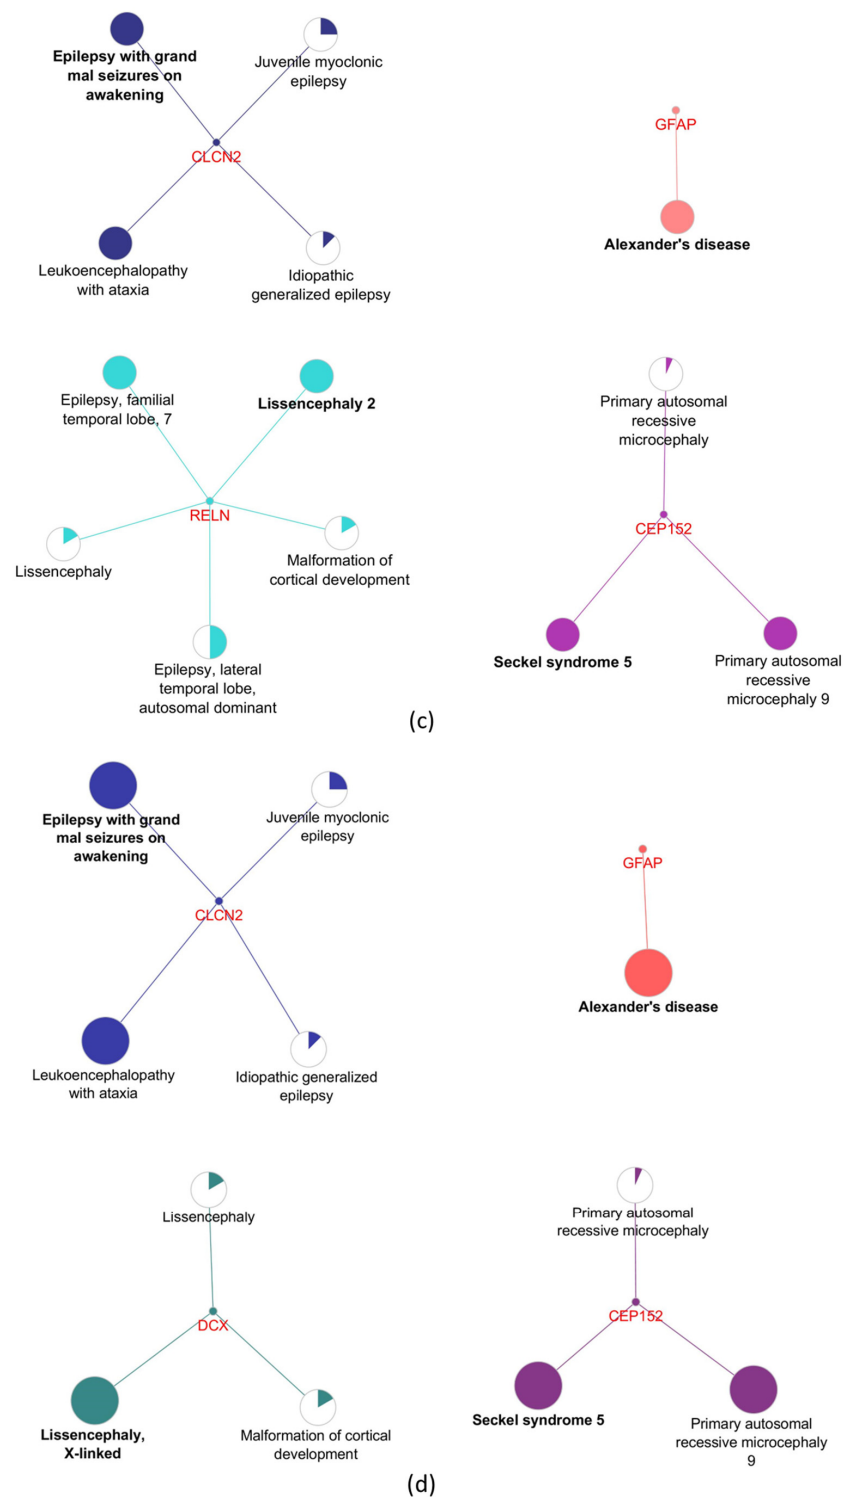 Epilepsy with grand
mal seizures on
awakening
Juvenile myoclonic
epilepsy
CLCN2
Leukoencephalopathy
with ataxia
Idiopathic
generalized epilepsy
GFAP
Alexander's disease
Epilepsy, familial
temporal lobe, 7
Lissencephaly 2
RELN
Lissencephaly
Malformation of
cortical development
Epilepsy, lateral
temporal lobe,
autosomal dominant
Primary autosomal
recessive
microcephaly
CEP152
Seckel syndrome 5
Primary autosomal
recessive
microcephaly 9
(c)
Epilepsy with grand
mal seizures on
awakening
Juvenile myoclonic
epilepsy
CLCN2
Leukoencephalopathy
with ataxia
Idiopathic generalized
epilepsy
GFAP
Alexander's disease
Lissencephaly
DCX
Lissencephaly,
X-linked
Malformation of cortical
development
Primary autosomal
recessive microcephaly
CEP152
Seckel syndrome 5
Primary autosomal
recessive microcephaly
9
(d)